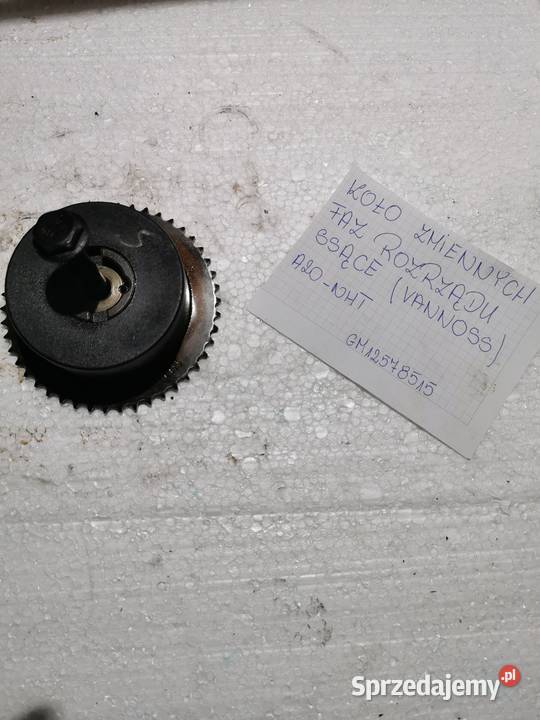 KOŁO ZMIENNYCH
FAZ ROZRZĄDU
SSĄCE (VANNOSS)
A20-NHT
GM12578515
S
Sprzedajemy.pl